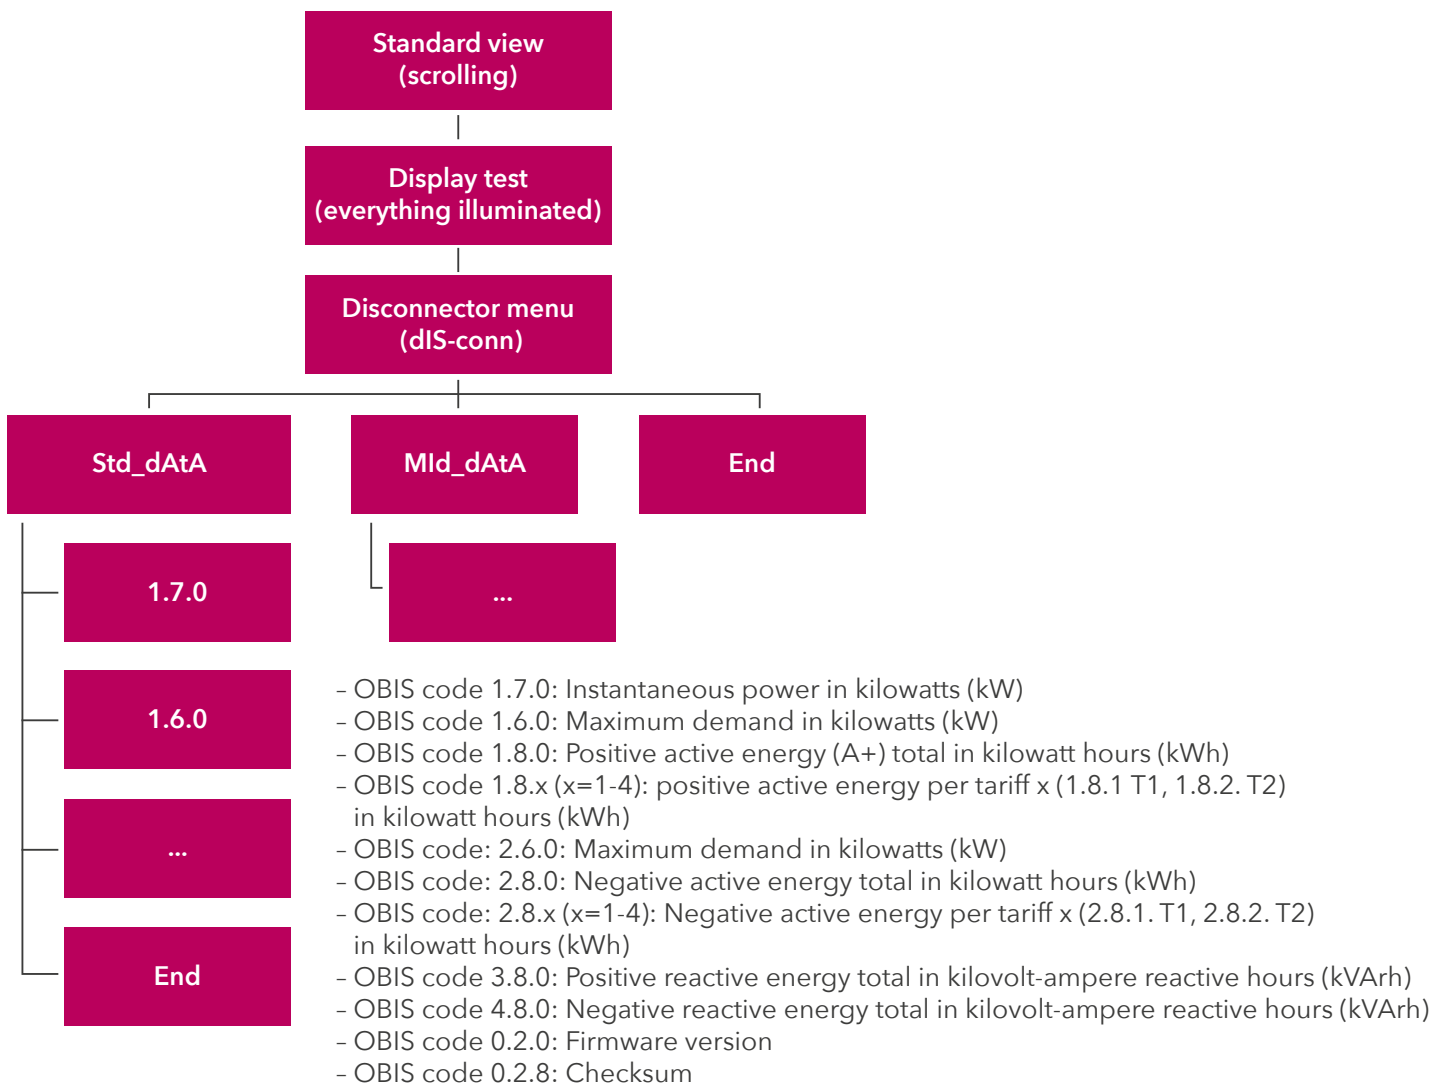 Standard view
(scrolling)
Display test
(everything illuminated)
Disconnector menu
(dIS-conn)
Std_dAtA
MId_dAtA
End
1.7.0
...
1.6.0
...
End
– OBIS code 1.7.0: Instantaneous power in kilowatts (kW)
– OBIS code 1.6.0: Maximum demand in kilowatts (kW)
– OBIS code 1.8.0: Positive active energy (A+) total in kilowatt hours (kWh)
– OBIS code 1.8.x (x=1-4): positive active energy per tariff x (1.8.1 T1, 1.8.2. T2)
in kilowatt hours (kWh)
– OBIS code: 2.6.0: Maximum demand in kilowatts (kW)
– OBIS code: 2.8.0: Negative active energy total in kilowatt hours (kWh)
– OBIS code: 2.8.x (x=1-4): Negative active energy per tariff x (2.8.1. T1, 2.8.2. T2)
in kilowatt hours (kWh)
– OBIS code 3.8.0: Positive reactive energy total in kilovolt-ampere reactive hours (kVArh)
– OBIS code 4.8.0: Negative reactive energy total in kilovolt-ampere reactive hours (kVArh)
– OBIS code 0.2.0: Firmware version
– OBIS code 0.2.8: Checksum